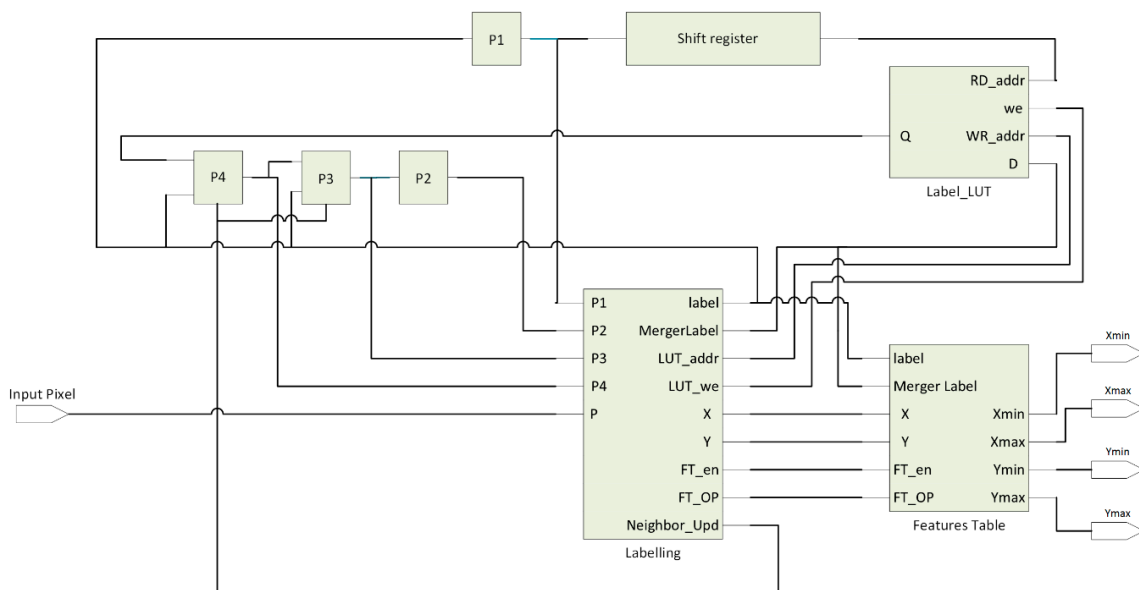 P1
Shift register
RD_addr
we
WR_addr
Q
D
Label_LUT
P4
P3
P2
P1
P2
P3
P4
P
label
MergerLabel
LUT_addr
LUT_we
X
Y
FT_en
FT_OP
Neighbor_Upd
Labelling
Input Pixel
label
Merger Label
X
Y
FT_en
FT_OP
Xmin
Xmax
Ymin
Ymax
Features Table
Xmin
Xmax
Ymin
Ymax